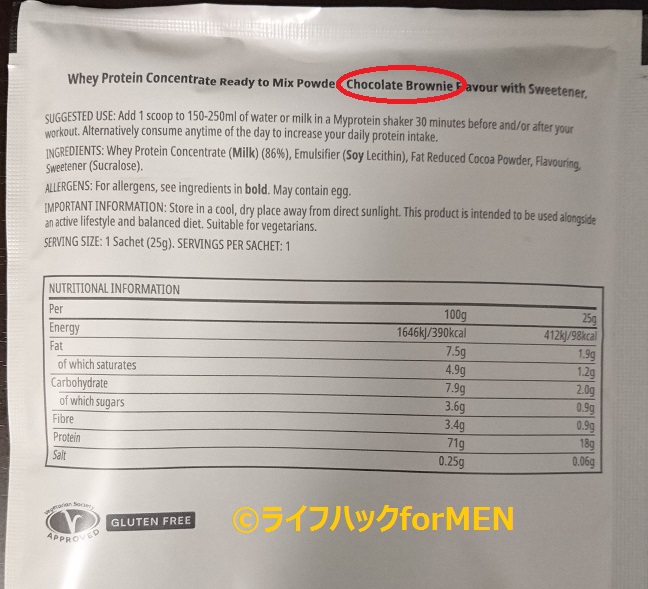 Whey Protein Concentrate Ready to Mix Powde Chocolate Brownie Flavour with Sweetener.
SUGGESTED USE: Add 1 scoop to 150-250ml of water or milk in a Myprotein shaker 30 minutes before and/or after your
workout. Alternatively consume anytime of the day to increase your daily protein intake.
INGREDIENTS: Whey Protein Concentrate (Milk) (86%), Emulsifier (Soy Lecithin), Fat Reduced Cocoa Powder, Flavouring,
Sweetener (Sucralose).
ALLERGENS: For allergens, see ingredients in bold. May contain egg.
IMPORTANT INFORMATION: Store in a cool, dry place away from direct sunlight. This product is intended to be used alongside
an active lifestyle and balanced diet. Suitable for vegetarians.
SERVING SIZE: 1 Sachet (25g). SERVINGS PER SACHET: 1
NUTRITIONAL INFORMATION
Per 100g 25g
Energy 1646kJ/390kcal 412kJ/98kcal
Fat 7.5g 1.9g
of which saturates 4.9g 1.2g
Carbohydrate 7.9g 2.0g
of which sugars 3.6g 0.9g
Fibre 3.4g 0.9g
Protein 71g 18g
Salt 0.25g 0.06g
Vegetarian Society
V
APPROVED
GLUTEN FREE
©ライフハックforMEN